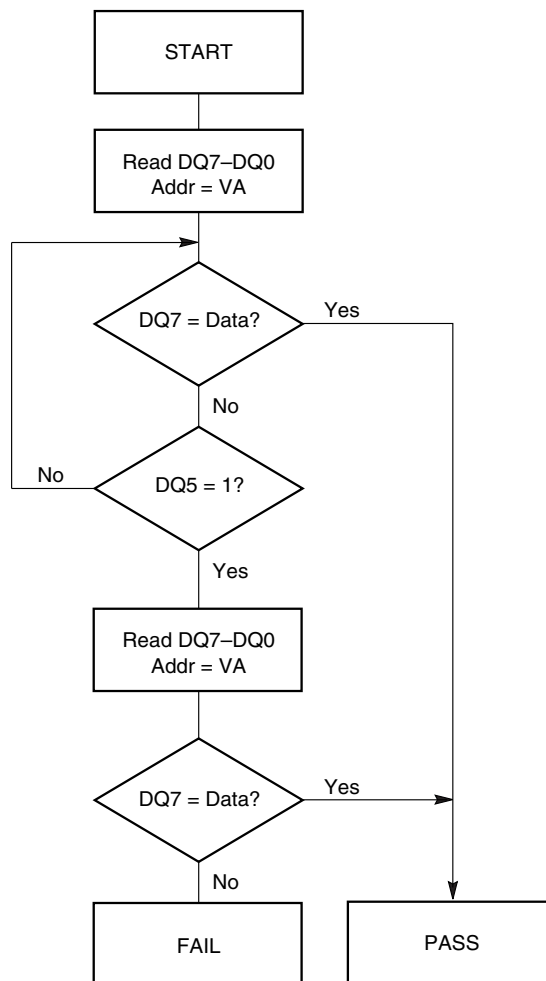 START
Read DQ7–DQ0
Addr = VA
DQ7 = Data?
Yes
No
No
DQ5 = 1?
Yes
Read DQ7–DQ0
Addr = VA
DQ7 = Data?
Yes
No
FAIL
PASS